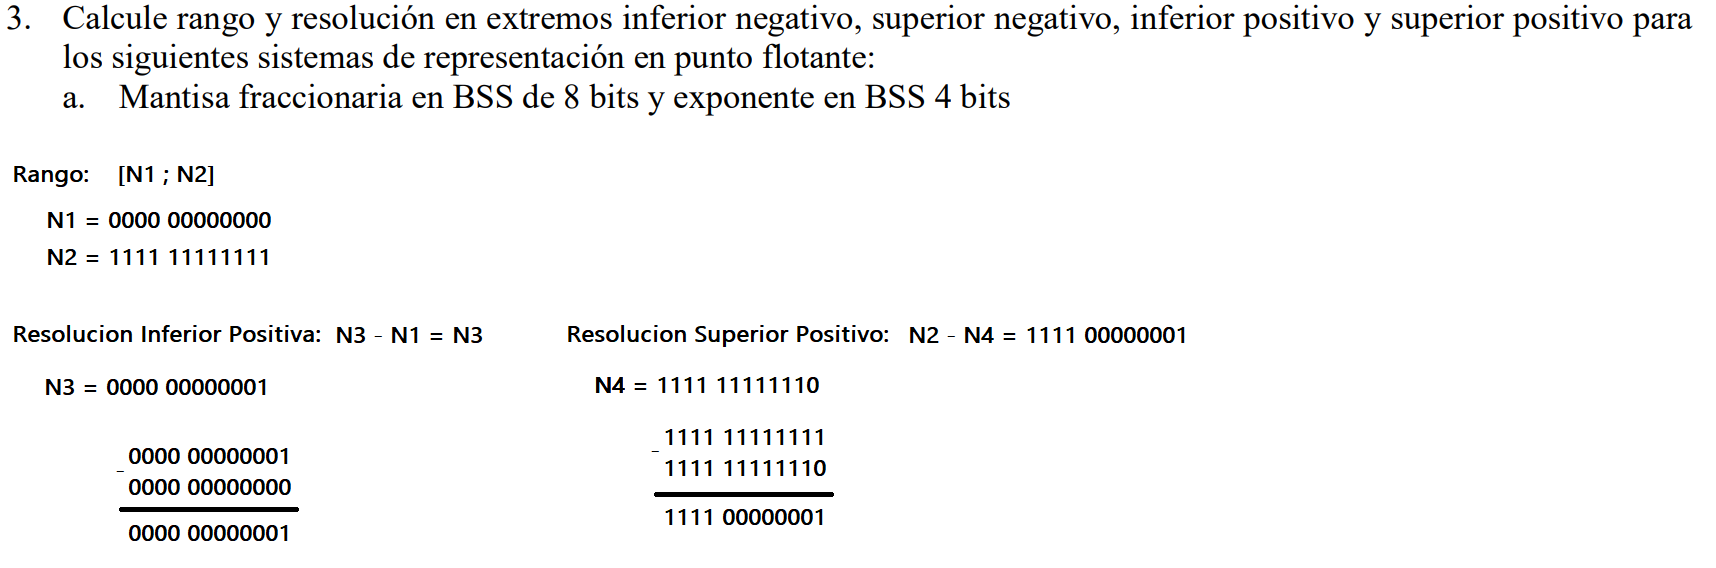 3. Calcule rango y resolución en extremos inferior negativo, superior negativo, inferior positivo y superior positivo para
los siguientes sistemas de representación en punto flotante:
a. Mantisa fraccionaria en BSS de 8 bits y exponente en BSS 4 bits
Rango: [N1 ; N2]
N1 = 0000 00000000
N2 = 1111 11111111
Resolucion Inferior Positiva: N3 - N1 = N3
N3 = 0000 00000001
0000 00000001
-
0000 00000000
0000 00000001
Resolucion Superior Positivo: N2 - N4 = 1111 00000001
N4 = 1111 11111110
1111 11111111
-
1111 11111110
1111 00000001